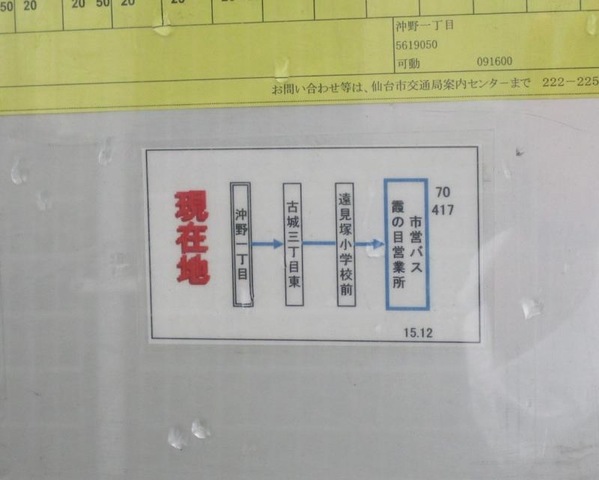 50 20 20 50 20 20
沖野一丁目
5619050
可動 091600
お問い合わせ等は、仙台市交通局案内センターまで 222-225
現在地
沖野一丁目
古城三丁目東
遠見塚小学校前
市営バス
霞の目営業所
70
417
15.12